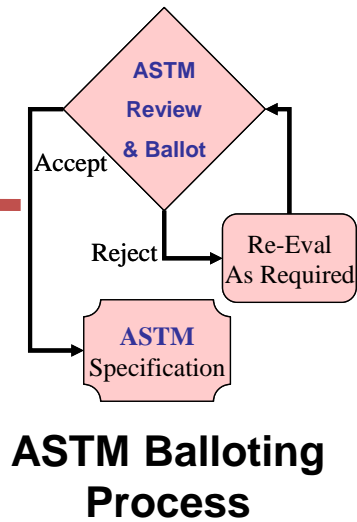 ASTM
Review
& Ballot
Accept
Reject
Re-Eval
As Required
ASTM
Specification
ASTM Balloting
Process